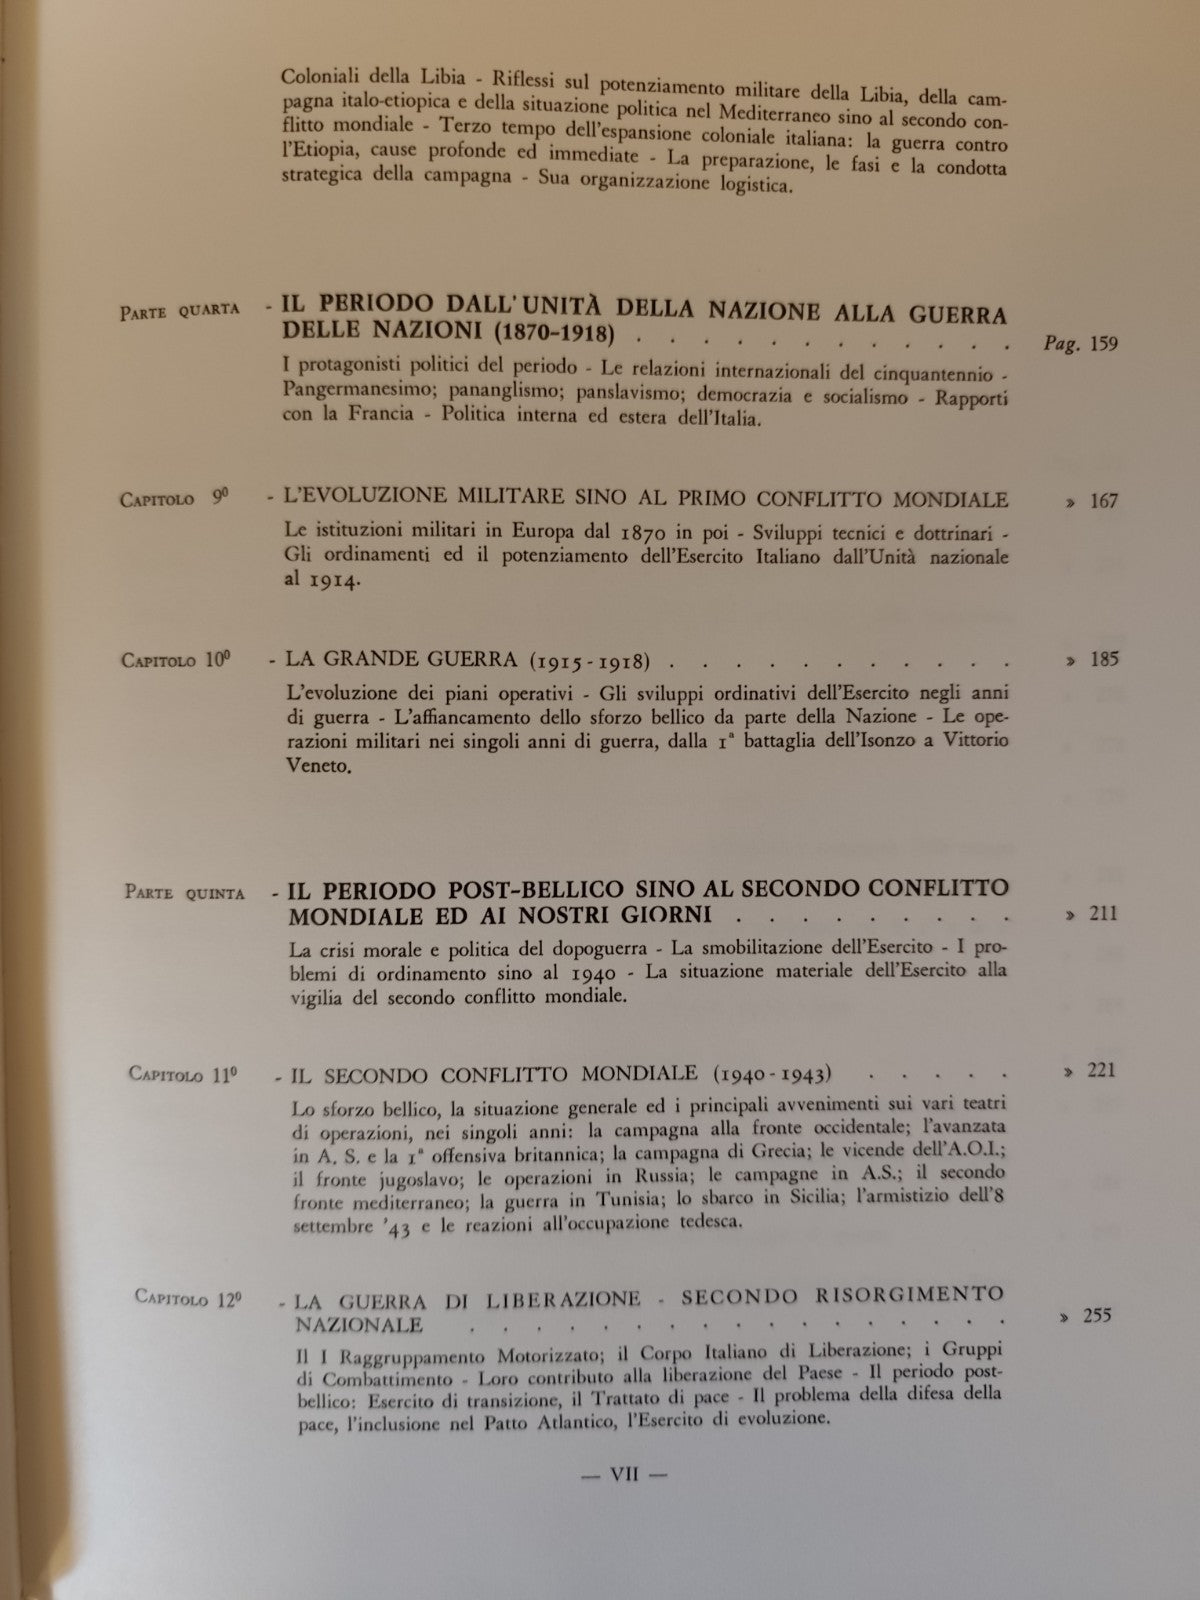 Coloniali della Libia - Riflessi sul potenziamento militare della Libia, della cam-
pagna italo-etiopica e della situazione politica nel Mediterraneo sino al secondo con-
flitto mondiale - Terzo tempo dell'espansione coloniale italiana: la guerra contro
l'Etiopia, cause profonde ed immediate - La preparazione, le fasi e la condotta
strategica della campagna - Sua organizzazione logistica.
PARTE QUARTA - IL PERIODO DALL'UNITÀ DELLA NAZIONE ALLA GUERRA
DELLE NAZIONI (1870-1918) . . . . . . . . . . . . Pag. 159
I protagonisti politici del periodo - Le relazioni internazionali del cinquantennio -
Pangermanesimo; pananglismo; panslavismo; democrazia e socialismo - Rapporti
con la Francia - Politica interna ed estera dell'Italia.
CAPITOLO 9º - L'EVOLUZIONE MILITARE SINO AL PRIMO CONFLITTO MONDIALE » 167
Le istituzioni militari in Europa dal 1870 in poi - Sviluppi tecnici e dottrinari -
Gli ordinamenti ed il potenziamento dell'Esercito Italiano dall'Unità nazionale
al 1914.
CAPITOLO 10º - LA GRANDE GUERRA (1915-1918) . . . . . . . . . . . » 185
L'evoluzione dei piani operativi - Gli sviluppi ordinativi dell'Esercito negli anni
di guerra - L'affiancamento dello sforzo bellico da parte della Nazione - Le ope-
razioni militari nei singoli anni di guerra, dalla 1ª battaglia dell'Isonzo a Vittorio
Veneto.
PARTE QUINTA - IL PERIODO POST-BELLICO SINO AL SECONDO CONFLITTO
MONDIALE ED AI NOSTRI GIORNI . . . . . . . . . » 211
La crisi morale e politica del dopoguerra - La smobilitazione dell'Esercito - I pro-
blemi di ordinamento sino al 1940 - La situazione materiale dell'Esercito alla
vigilia del secondo conflitto mondiale.
CAPITOLO 11º - IL SECONDO CONFLITTO MONDIALE (1940-1943) . . . . . » 221
Lo sforzo bellico, la situazione generale ed i principali avvenimenti sui vari teatri
di operazioni, nei singoli anni: la campagna alla fronte occidentale; l'avanzata
in A. S. e la 1ª offensiva britannica; la campagna di Grecia; le vicende dell'A.O.I.;
il fronte jugoslavo; le operazioni in Russia; le campagne in A.S.; il secondo
fronte mediterraneo; la guerra in Tunisia; lo sbarco in Sicilia; l'armistizio dell'8
settembre '43 e le reazioni all'occupazione tedesca.
CAPITOLO 12º - LA GUERRA DI LIBERAZIONE - SECONDO RISORGIMENTO
NAZIONALE . . . . . . . . . . . . . . . . . » 255
Il I Raggruppamento Motorizzato; il Corpo Italiano di Liberazione; i Gruppi
di Combattimento - Loro contributo alla liberazione del Paese - Il periodo post-
bellico: Esercito di transizione, il Trattato di pace - Il problema della difesa della
pace, l'inclusione nel Patto Atlantico, l'Esercito di evoluzione.
— VII —